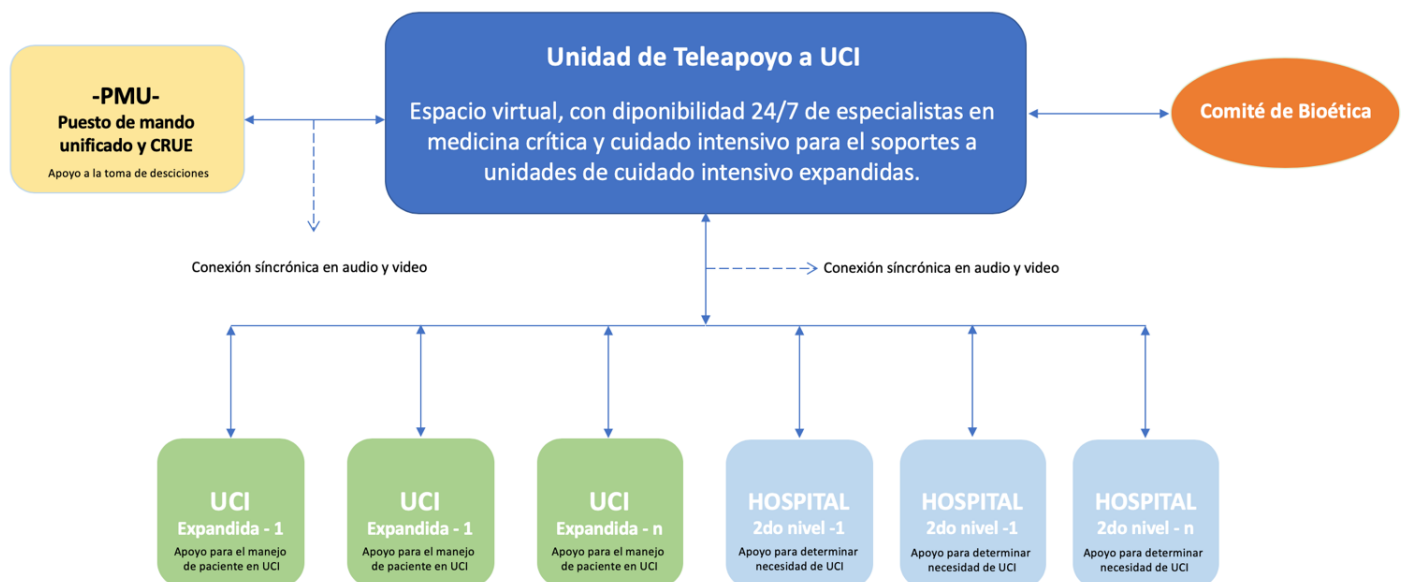 Unidad de Teleapoyo a UCI
Espacio virtual, con diponibilidad 24/7 de especialistas en
medicina crítica y cuidado intensivo para el soportes a
unidades de cuidado intensivo expandidas.
-PMU-
Puesto de mando
unificado y CRUE
Apoyo a la toma de desciciones
Comité de Bioética
Conexión síncrónica en audio y video
Conexión síncrónica en audio y video
UCI
Expandida - 1
Apoyo para el manejo
de paciente en UCI
UCI
Expandida - 1
Apoyo para el manejo
de paciente en UCI
UCI
Expandida - n
Apoyo para el manejo
de paciente en UCI
HOSPITAL
2do nivel -1
Apoyo para determinar
necesidad de UCI
HOSPITAL
2do nivel -1
Apoyo para determinar
necesidad de UCI
HOSPITAL
2do nivel - n
Apoyo para determinar
necesidad de UCI